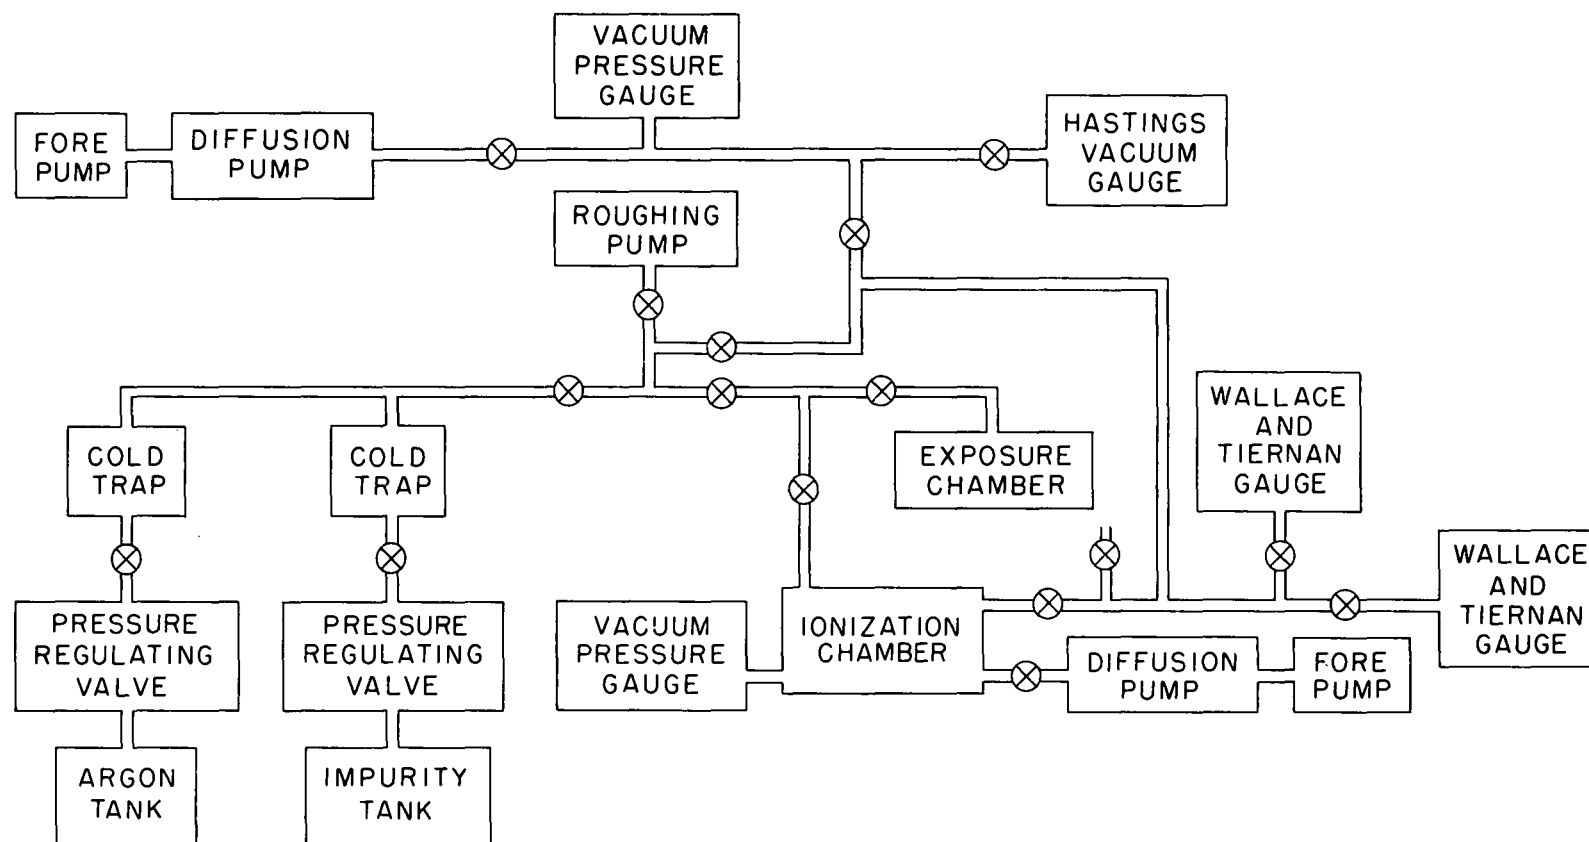 VACUUM
PRESSURE
GAUGE
FORE
PUMP
DIFFUSION
PUMP
HASTINGS
VACUUM
GAUGE
ROUGHING
PUMP
COLD
TRAP
COLD
TRAP
EXPOSURE
CHAMBER
WALLACE
AND
TIERNAN
GAUGE
WALLACE
AND
TIERNAN
GAUGE
PRESSURE
REGULATING
VALVE
PRESSURE
REGULATING
VALVE
VACUUM
PRESSURE
GAUGE
IONIZATION
CHAMBER
DIFFUSION
PUMP
FORE
PUMP
ARGON
TANK
IMPURITY
TANK